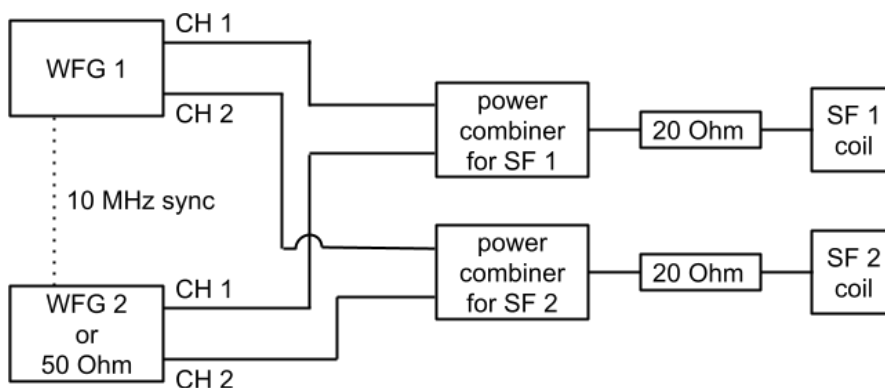 CH 1
WFG 1
CH 2
10 MHz sync
WFG 2
or
50 Ohm
CH 1
CH 2
power
combiner
for SF 1
20 Ohm
SF 1
coil
power
combiner
for SF 2
20 Ohm
SF 2
coil